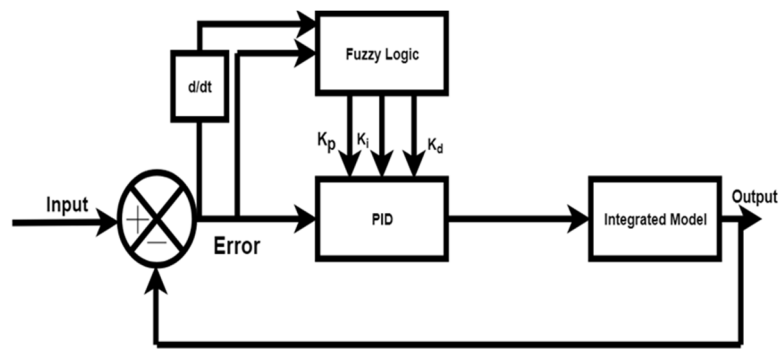 Fuzzy Logic
d/dt
Kp
Ki
Kd
Input
+
−
Error
PID
Integrated Model
Output